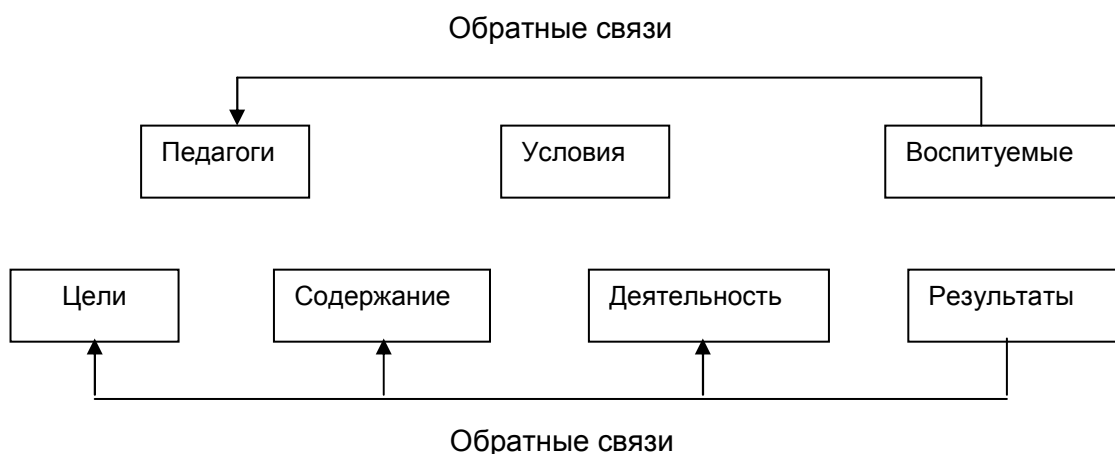 Обратные связи
Педагоги Условия Воспитуемые
Цели Содержание Деятельность Результаты
Обратные связи